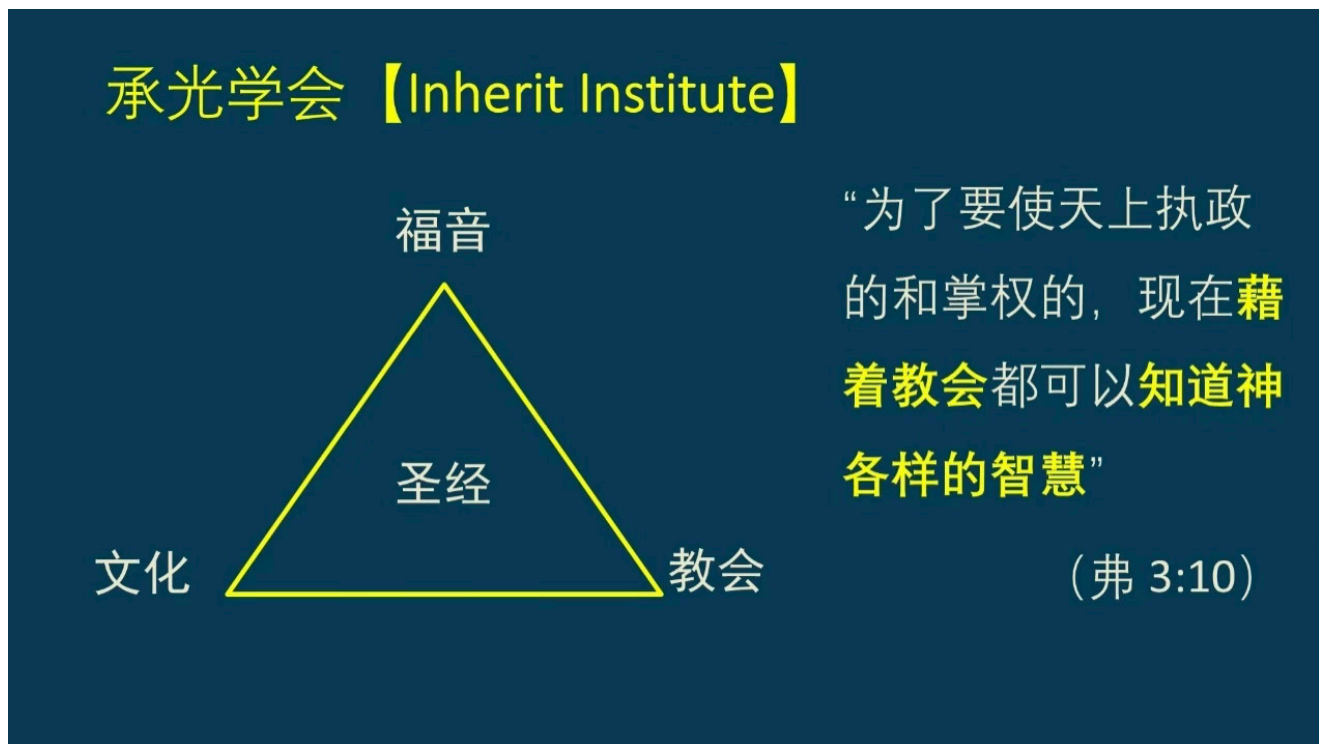 承光学会【Inherit Institute】
福音
圣经
文化
教会
“为了要使天上执政
的和掌权的，现在藉
着教会都可以知道神
各样的智慧”
（弗 3:10）